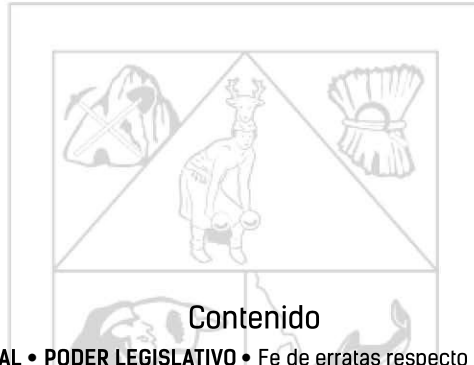 Contenido
AL • PODER LEGISLATIVO • Fe de erratas respecto